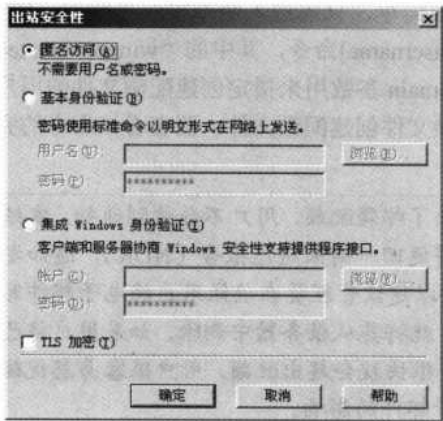 出站安全性
匿名访问(A)
不需要用户名或密码。
基本身份验证(B)
密码使用标准命令以明文形式在网络上发送。
用户名(U):
浏览(R)...
密码(P):
**********
集成 Windows 身份验证(I)
客户端和服务器协商 Windows 安全性支持提供程序接口。
帐户(C):
密码(D):
**********
TLS 加密(T)
确定
取消
帮助